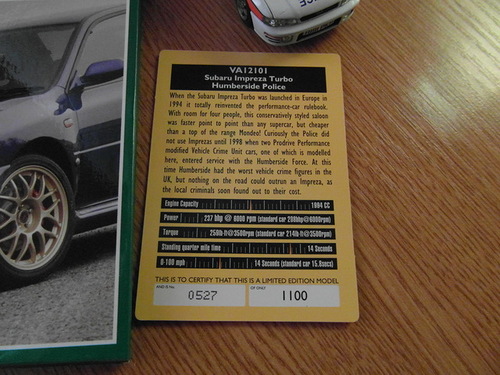 VA12101
Subaru Impreza Turbo
Humberside Police
When the Subaru Impreza Turbo was launched in Europe in
1994 it totally reinvented the performance-car rulebook.
With room for four people, this conservatively styled saloon
was faster point to point than any supercar, but cheaper
than a top of the range Mondeo! Curiously the Police did
not use Imprezas until 1998 when two Prodrive Performance
modified Vehicle Crime Unit cars, one of which is modelled
here, entered service with the Humberside Force. At this
time Humberside had the worst vehicle crime figures in the
UK, but nothing on the road could outrun an Impreza, as
the local criminals soon found out to their cost.
Engine Capacity 1994 CC
Power 237 bhp @ 6000 rpm (standard car 208bhp@6000rpm)
Torque 258lb-ft@3500rpm (standard car 214lb-ft@3500rpm)
Standing quarter mile time 14 Seconds
0-100 mph 14 Seconds (standard car 15.8secs)
THIS IS TO CERTIFY THAT THIS IS A LIMITED EDITION MODEL
AND IS No. OF ONLY
0527 1100